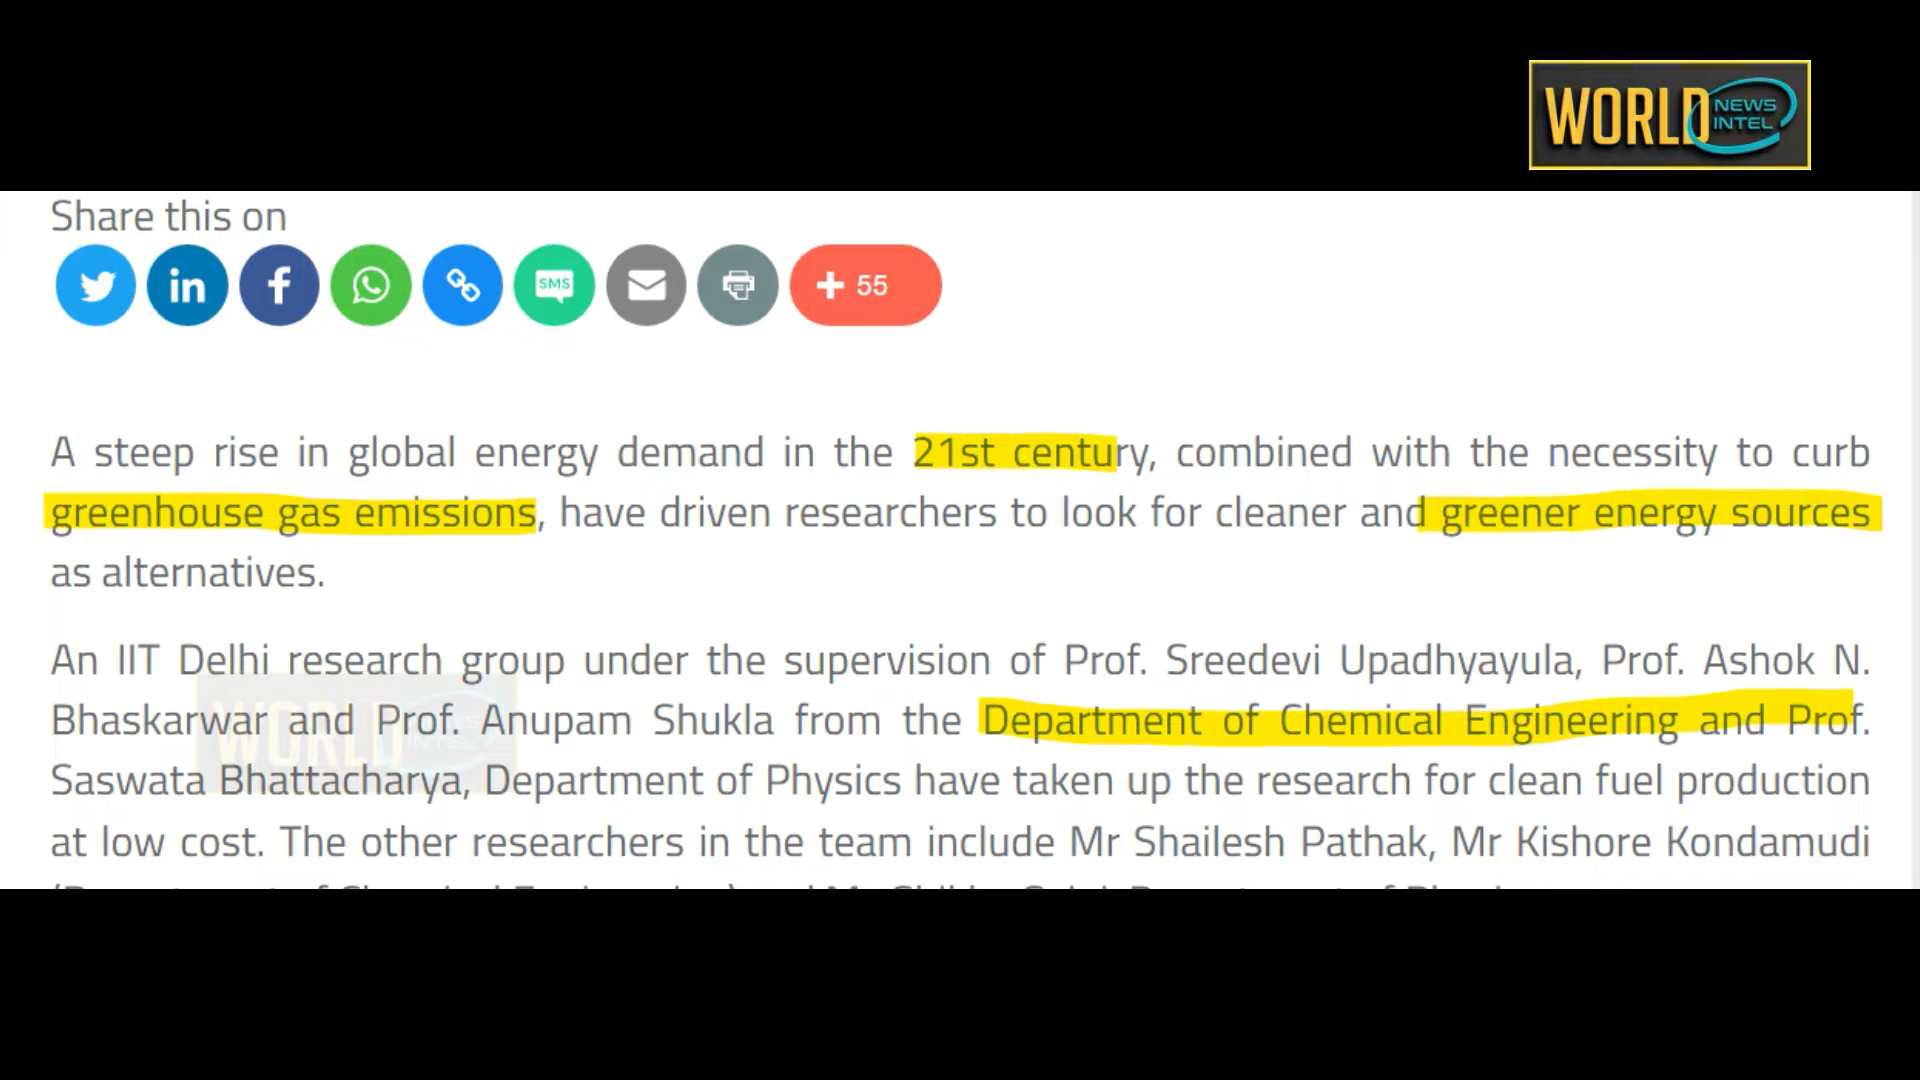 WORLD NEWS INTEL
Share this on
SMS
55
A steep rise in global energy demand in the 21st century, combined with the necessity to curb
greenhouse gas emissions, have driven researchers to look for cleaner and greener energy sources
as alternatives.
An IIT Delhi research group under the supervision of Prof. Sreedevi Upadhyayula, Prof. Ashok N.
Bhaskarwar and Prof. Anupam Shukla from the Department of Chemical Engineering and Prof.
Saswata Bhattacharya, Department of Physics have taken up the research for clean fuel production
at low cost. The other researchers in the team include Mr Shailesh Pathak, Mr Kishore Kondamudi